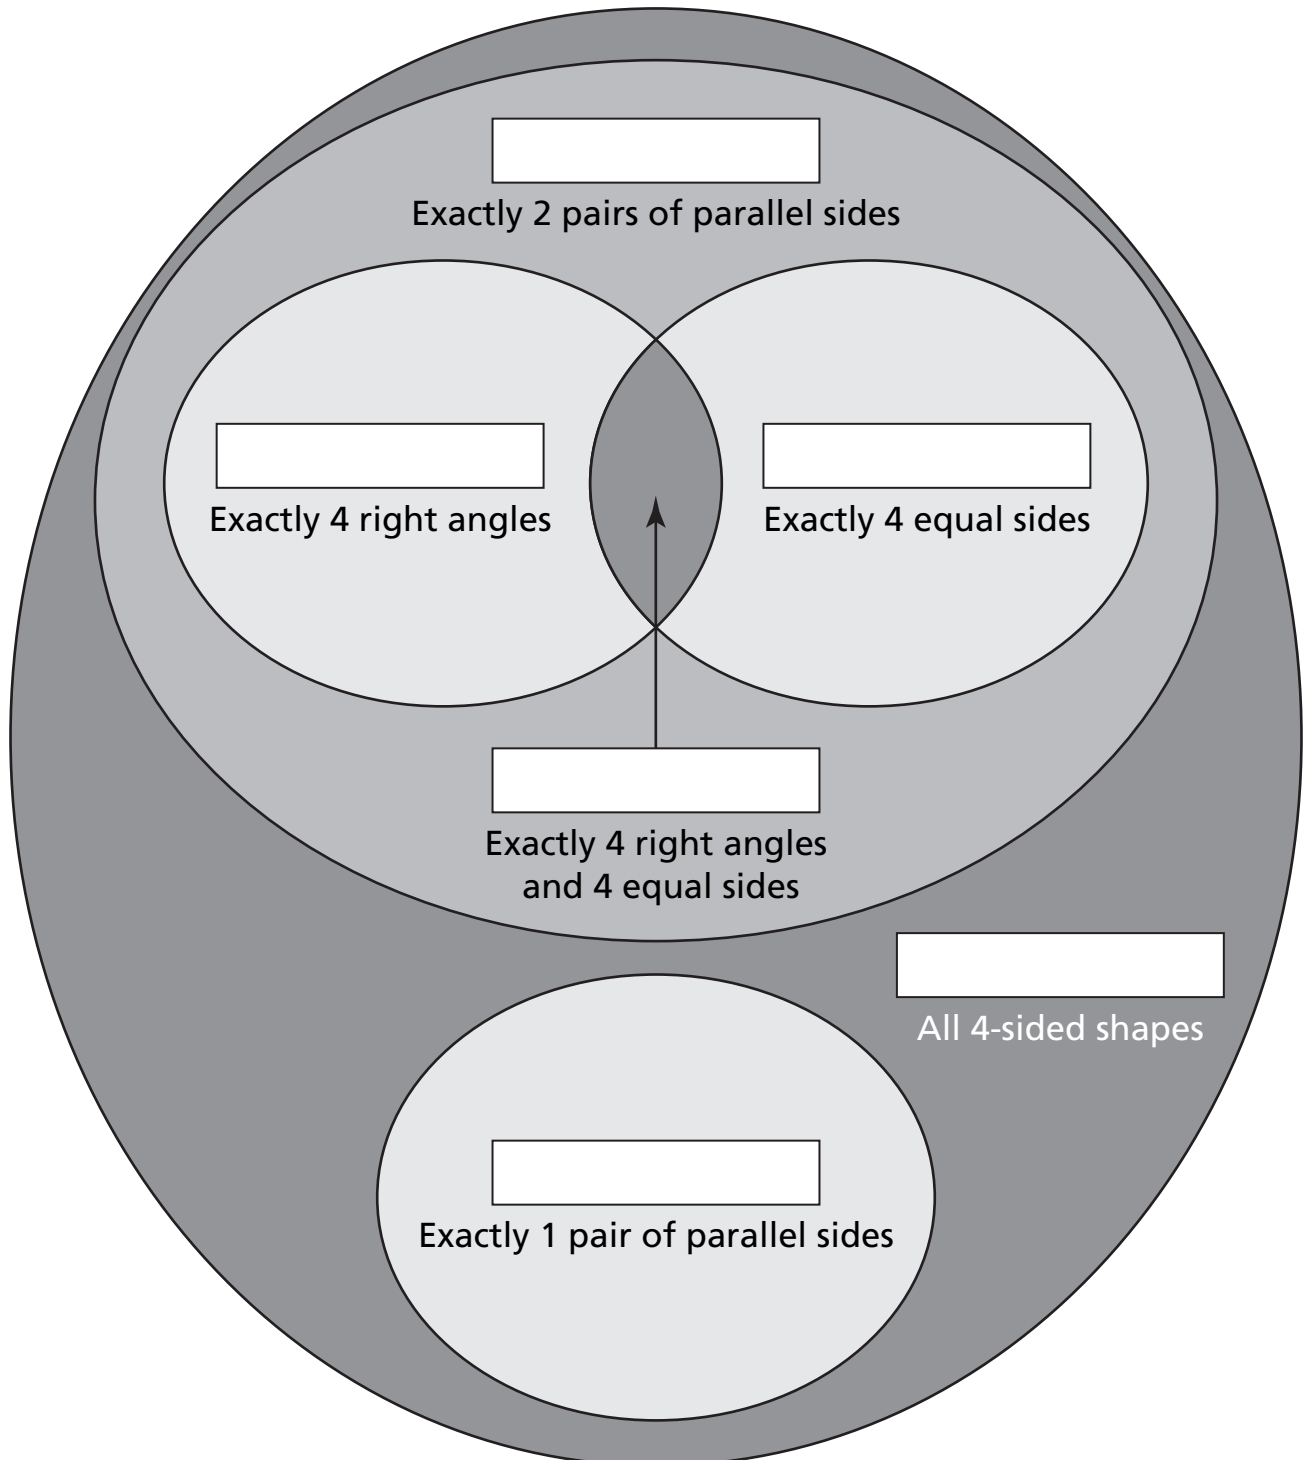 Exactly 2 pairs of parallel sides
Exactly 4 right angles
Exactly 4 equal sides
Exactly 4 right angles
and 4 equal sides
All 4-sided shapes
Exactly 1 pair of parallel sides